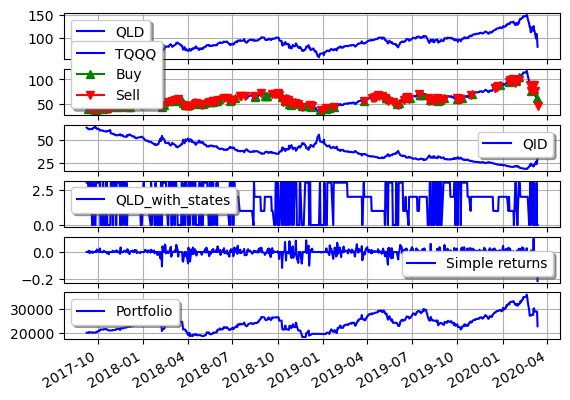 150
QLD
100
TQQQ
Buy
100
Sell
50
50
QID
25
2.5
QLD_with_states
0.0
0.0
Simple returns
−0.2
30000
Portfolio
20000
2017-10
2018-01
2018-04
2018-07
2018-10
2019-01
2019-04
2019-07
2019-10
2020-01
2020-04